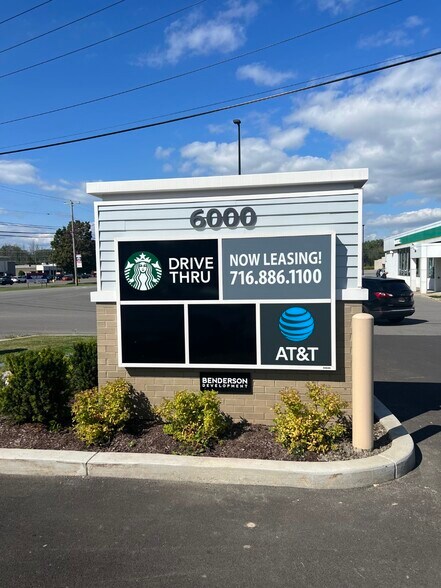 6000
DRIVE
THRU
NOW LEASING!
716.886.1100
AT&T
BENDERSON
DEVELOPMENT